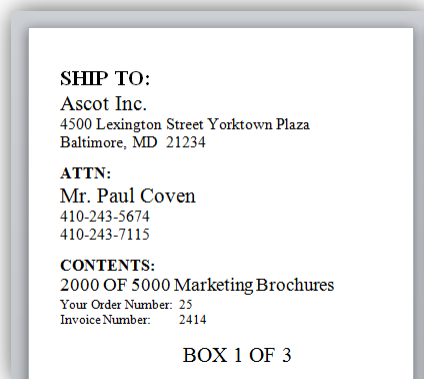 SHIP TO:
Ascot Inc.
4500 Lexington Street Yorktown Plaza
Baltimore, MD 21234
ATTN:
Mr. Paul Coven
410-243-5674
410-243-7115
CONTENTS:
2000 OF 5000 Marketing Brochures
Your Order Number: 25
Invoice Number: 2414
BOX 1 OF 3